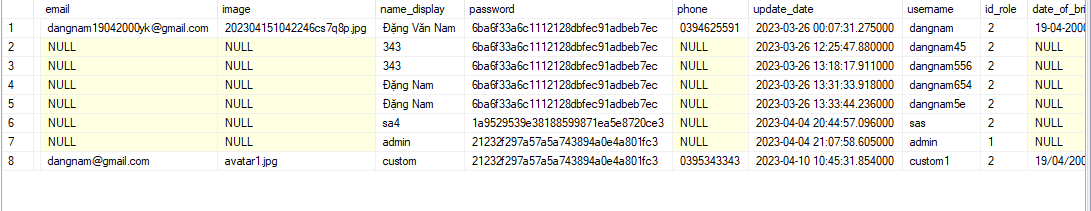 email image name_display password phone update_date username id_role date_of_bri
1 dangnam19042000yk@gmail.com 202304151042246cs7q8p.jpg Đặng Văn Nam 6ba6f33a6c1112128dbfec91adbeb7ec 0394625591 2023-03-26 00:07:31.275000 dangnam 2 19-04-2000
2 NULL NULL 343 6ba6f33a6c1112128dbfec91adbeb7ec NULL 2023-03-26 12:25:47.880000 dangnam45 2 NULL
3 NULL NULL 343 6ba6f33a6c1112128dbfec91adbeb7ec NULL 2023-03-26 13:18:17.911000 dangnam556 2 NULL
4 NULL NULL Đặng Nam 6ba6f33a6c1112128dbfec91adbeb7ec NULL 2023-03-26 13:31:33.918000 dangnam654 2 NULL
5 NULL NULL Đặng Nam 6ba6f33a6c1112128dbfec91adbeb7ec NULL 2023-03-26 13:33:44.236000 dangnam5e 2 NULL
6 NULL NULL sa4 1a9529539e38188599871ea5e8720ce3 NULL 2023-04-04 20:44:57.096000 sas 2 NULL
7 NULL NULL admin 21232f297a57a5a743894a0e4a801fc3 NULL 2023-04-04 21:07:58.605000 admin 1 NULL
8 dangnam@gmail.com avatar1.jpg custom 21232f297a57a5a743894a0e4a801fc3 0395343343 2023-04-10 10:45:31.854000 custom1 2 19/04/200